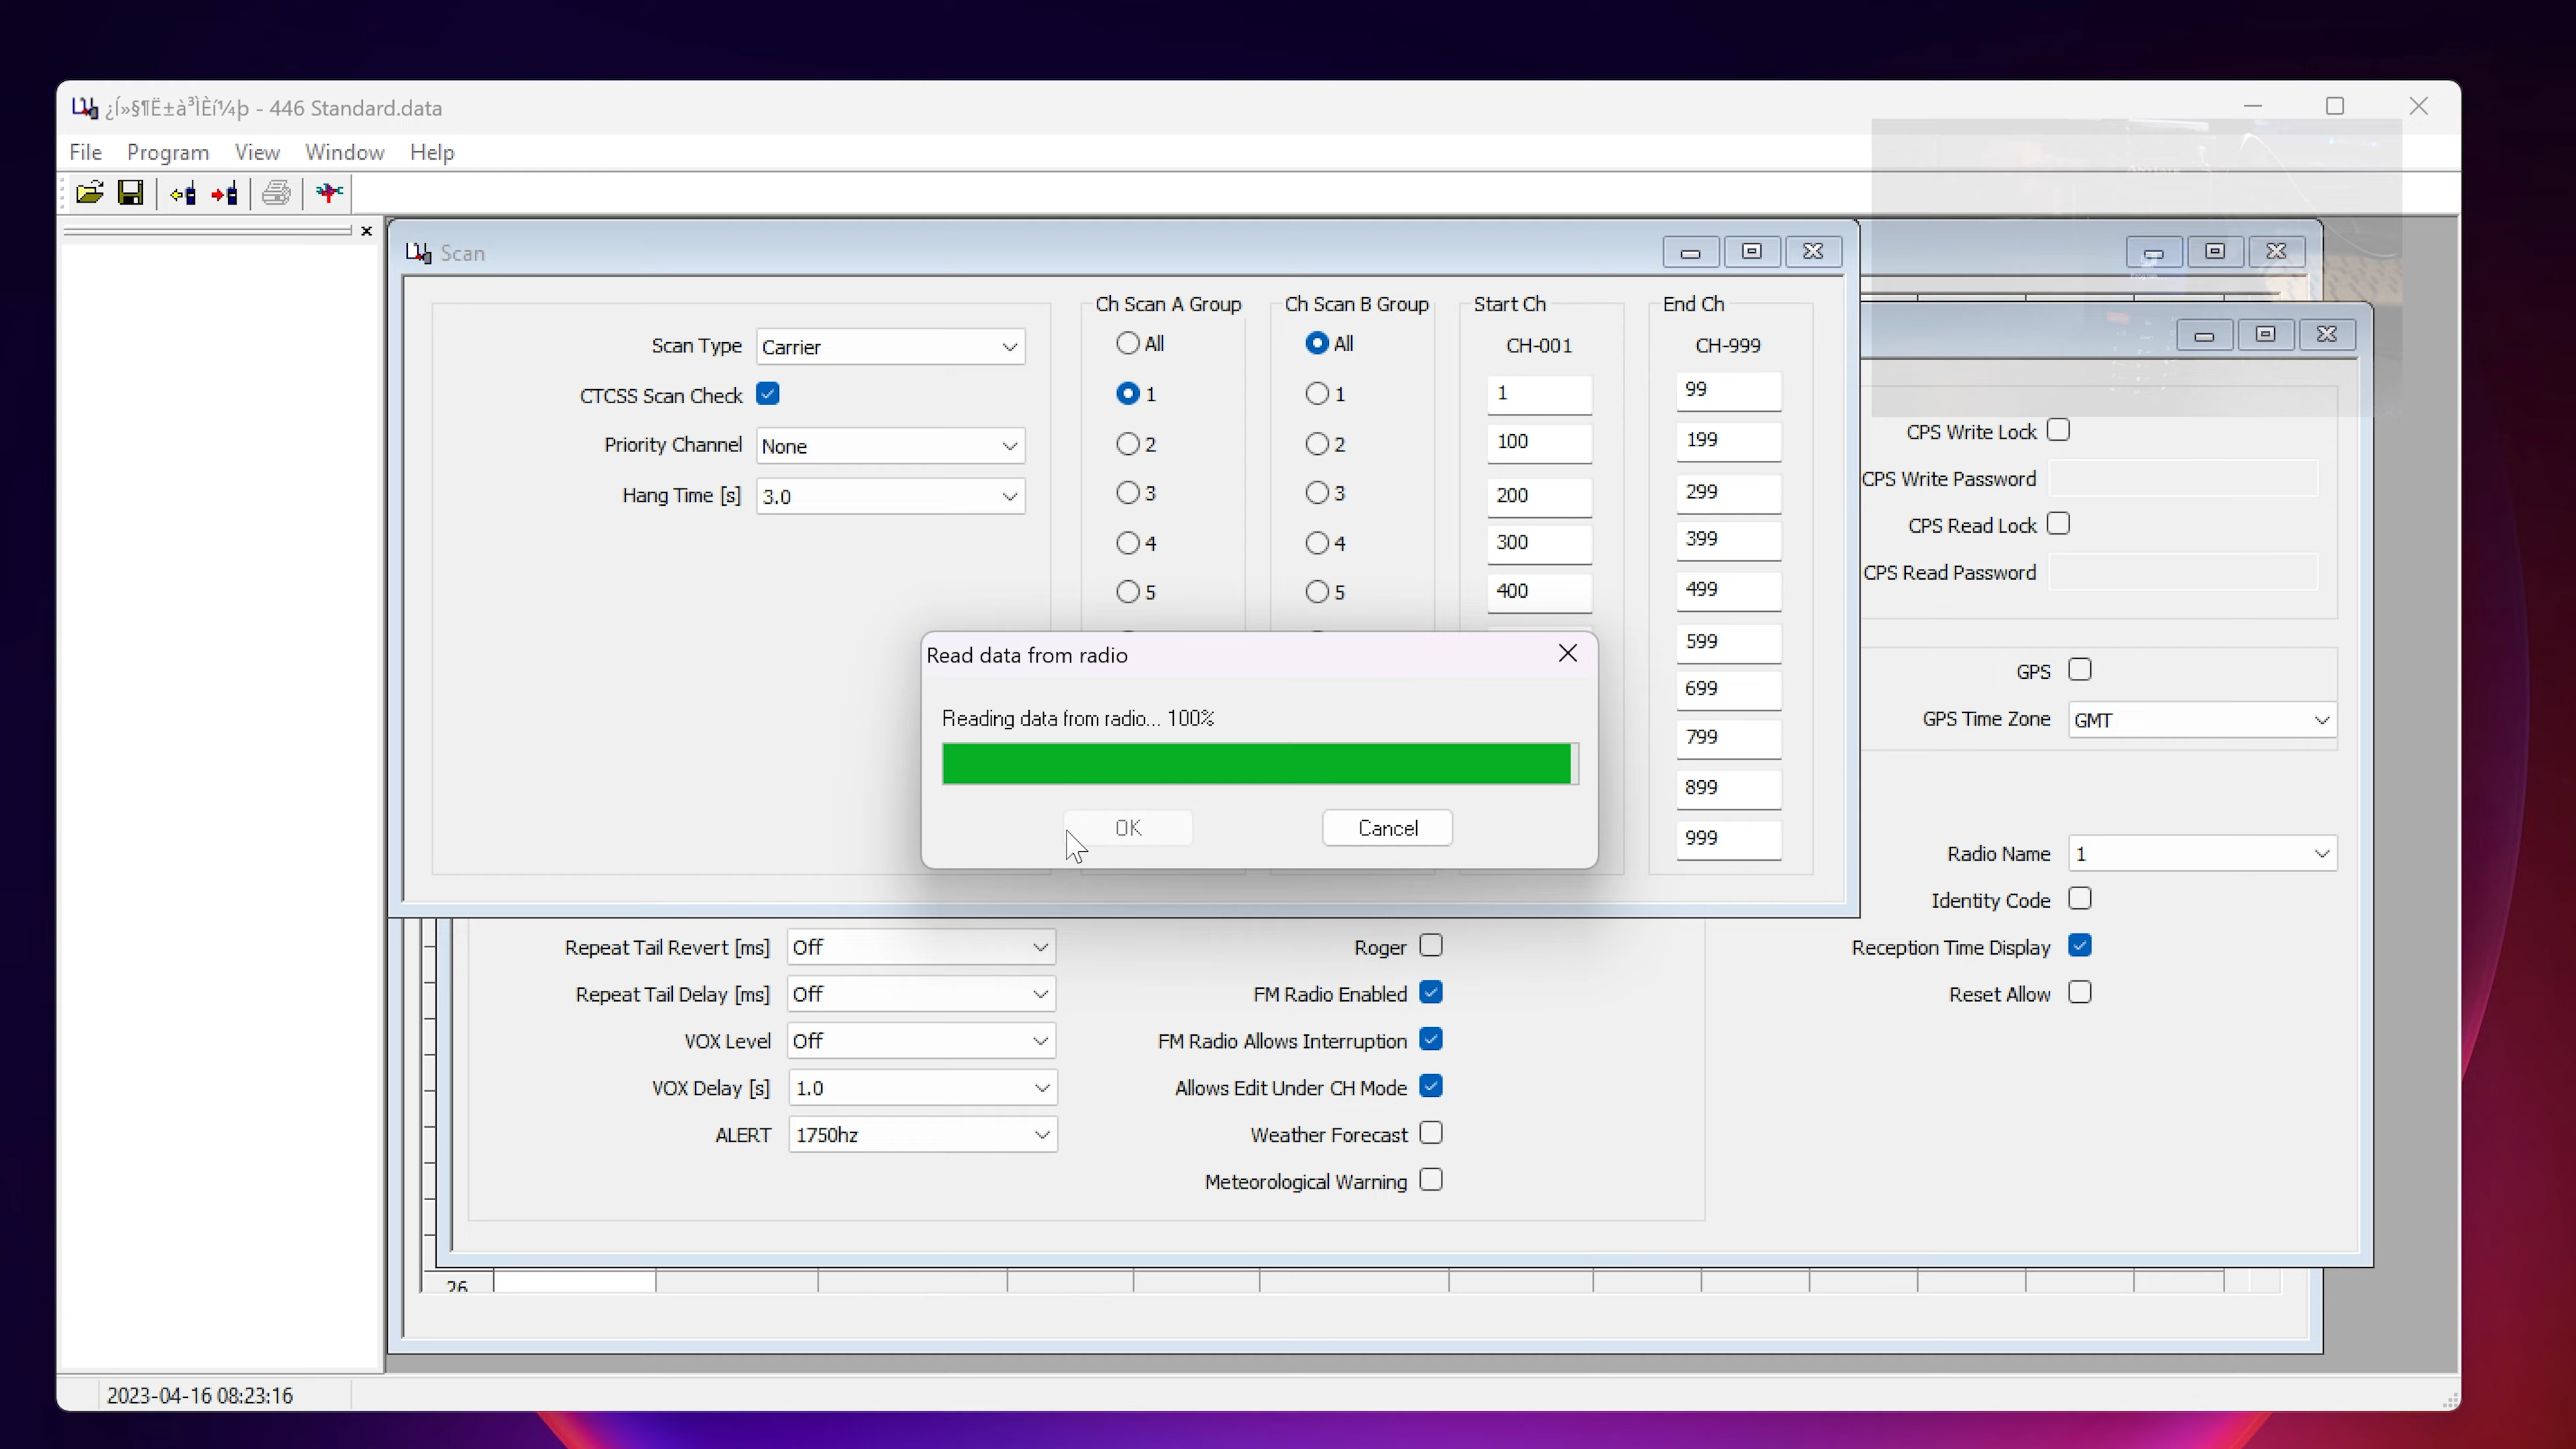 ¿Í»§¶Ë±à³ÌÈí¼þ - 446 Standard.data
File Program View Window Help
Scan
Ch Scan A Group Ch Scan B Group Start Ch End Ch
Scan Type Carrier All All CH-001 CH-999
CTCSS Scan Check 1 1 1 99
Priority Channel None 2 2 100 199
Hang Time [s] 3.0 3 3 200 299
4 4 300 399
5 5 400 499
599
699
799
899
999
CPS Write Lock
CPS Write Password
CPS Read Lock
CPS Read Password
GPS
GPS Time Zone GMT
Radio Name 1
Identity Code
Reception Time Display
Reset Allow
Read data from radio
Reading data from radio... 100%
OK Cancel
Repeat Tail Revert [ms] Off Roger
Repeat Tail Delay [ms] Off FM Radio Enabled
VOX Level Off FM Radio Allows Interruption
VOX Delay [s] 1.0 Allows Edit Under CH Mode
ALERT 1750hz Weather Forecast
Meteorological Warning
26
2023-04-16 08:23:16